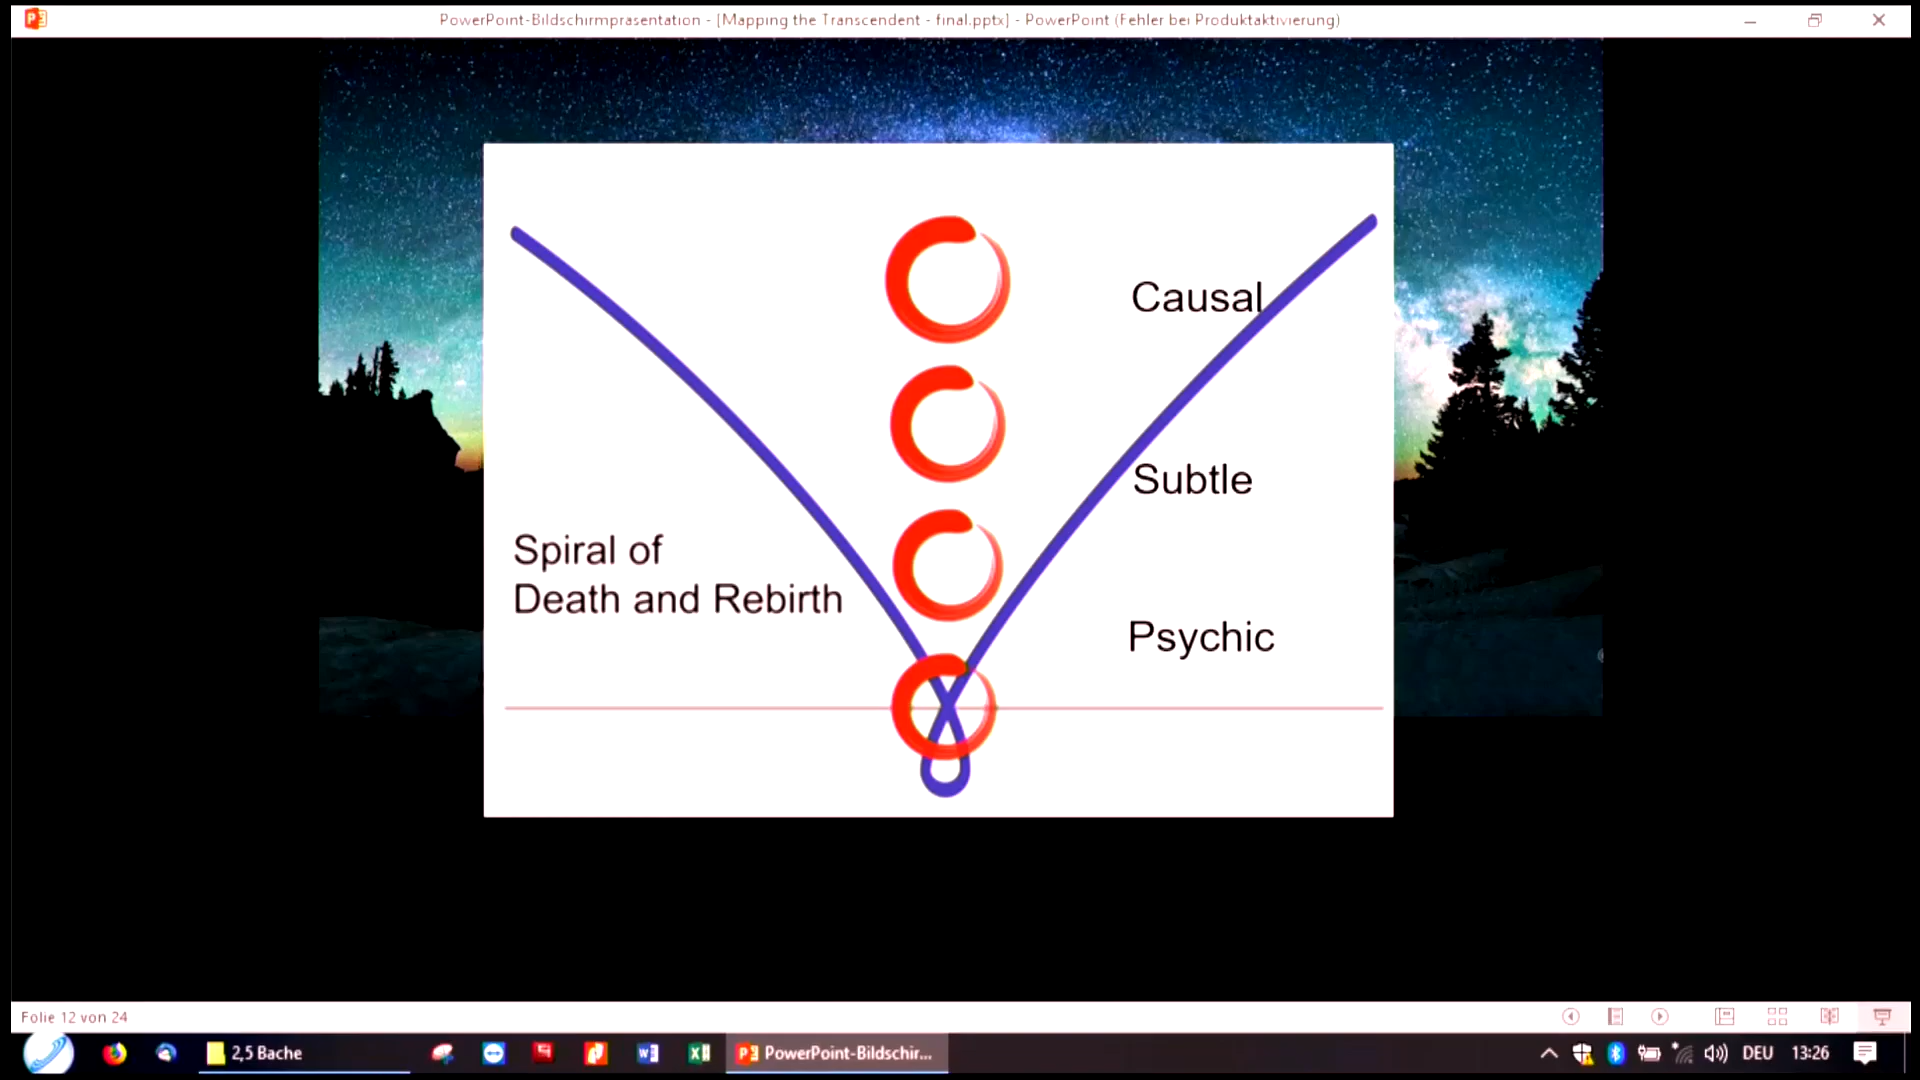 PowerPoint-Bildschirmpräsentation - [Mapping the Transcendent - final.pptx] - PowerPoint (Fehler bei Produktaktivierung)
Causal
Subtle
Spiral of
Death and Rebirth
Psychic
Folie 12 von 24
2,5 Bache
PowerPoint-Bildschir...
DEU
13:26